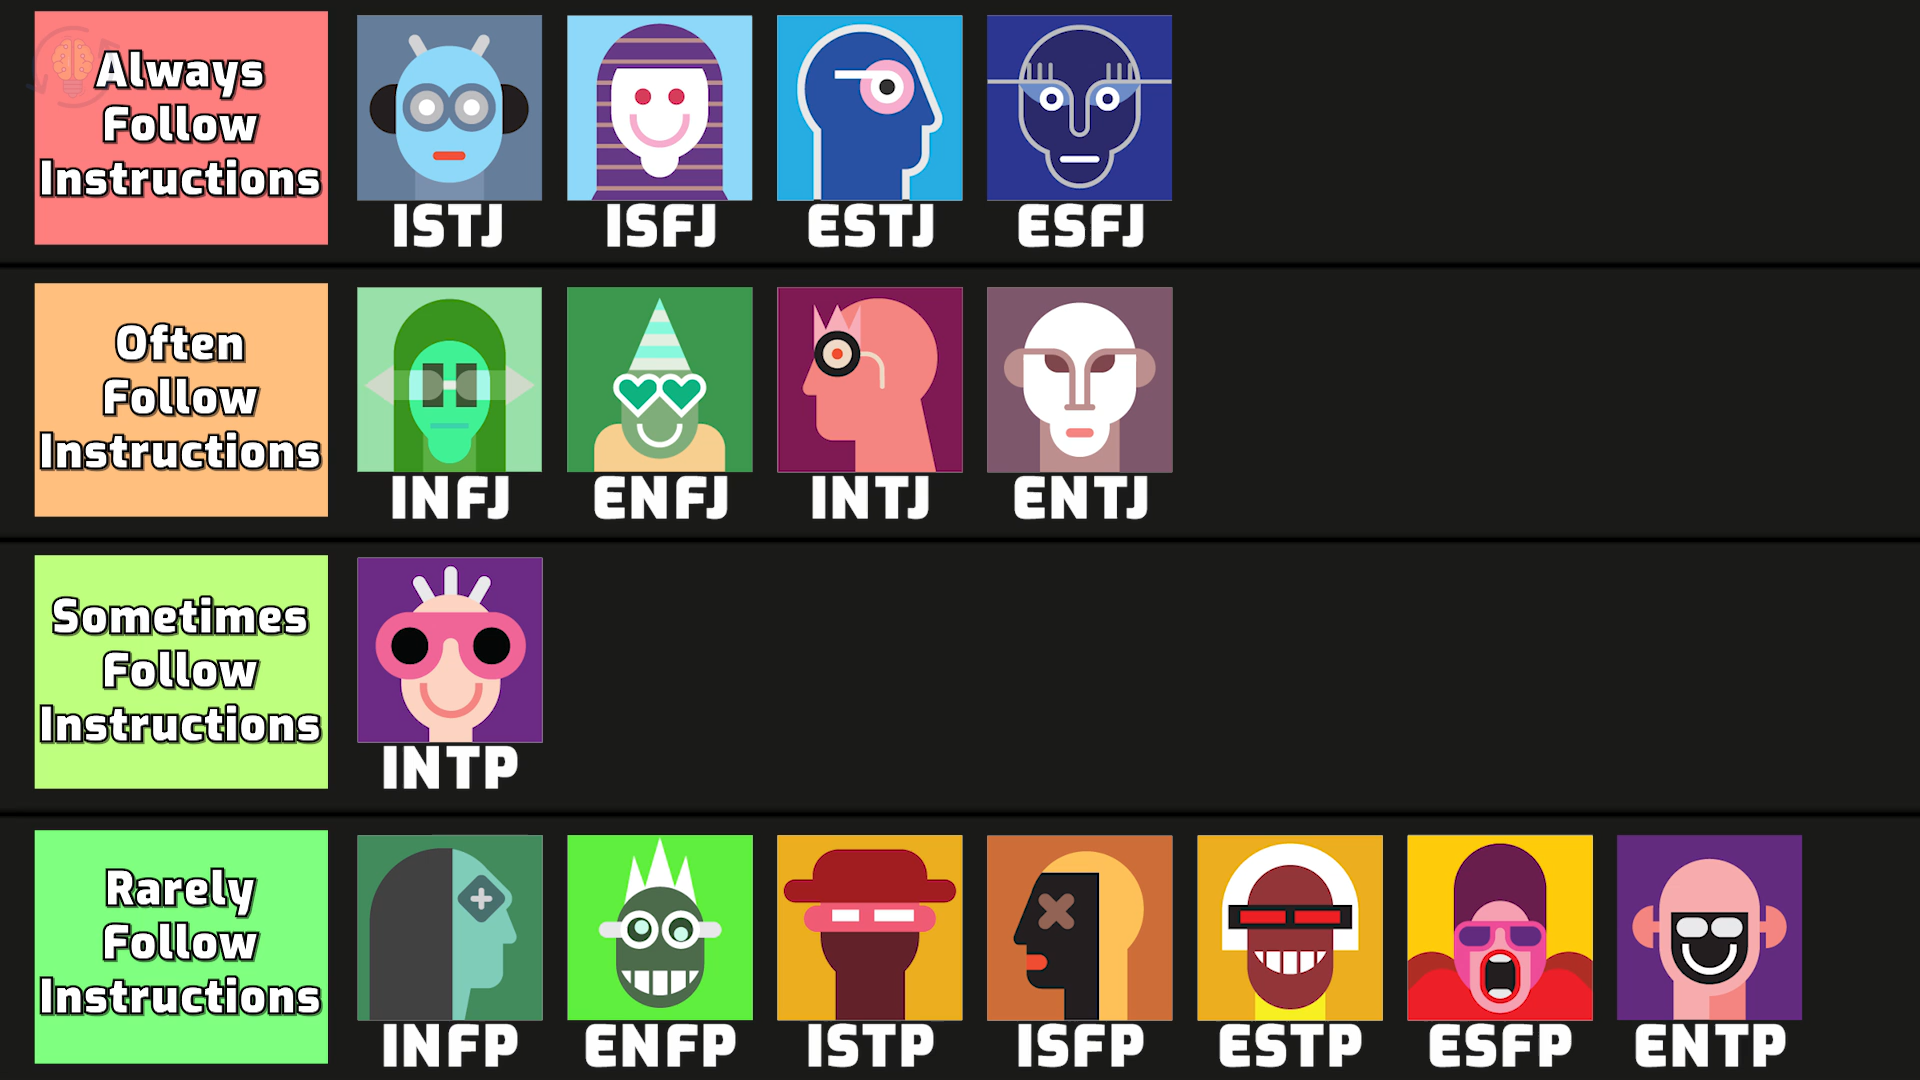 Always
Follow
Instructions
ISTJ ISFJ ESTJ ESFJ
Often
Follow
Instructions
INFJ ENFJ INTJ ENTJ
Sometimes
Follow
Instructions
INTP
Rarely
Follow
Instructions
INFP ENFP ISTP ISFP ESTP ESFP ENTP